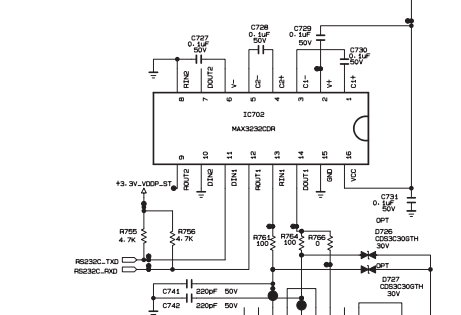 C727
0.1uF
50V
C728
0.1uF
50V
C729
0.1uF
50V
C730
0.1uF
50V
RIN2
DOUT2
V-
C2-
C2+
C1-
V+
C1+
8
7
6
5
4
3
2
1
IC702
MAX3232CDR
9
10
11
12
13
14
15
16
ROUT2
DIN2
DIN1
ROUT1
RIN1
DOUT1
GND
VCC
+3.3V_VDDP_ST
C731
0.1uF
50V
OPT
R755
4.7K
R756
4.7K
R761
100
R764
100
R766
0
D726
CDS3C30GTH
30V
RS232C_TXD
RS232C_RXD
OPT
D727
CDS3C30GTH
30V
C741 220pF 50V
C742 220pF 50V